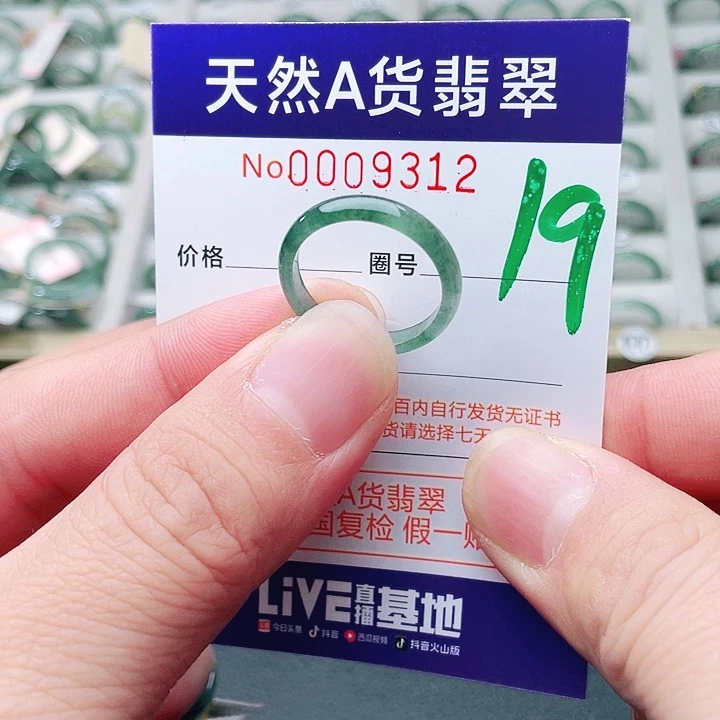 天然A货翡翠
No0009312
19
价格 圈号
百内自行发货无证书
货请选择七天
A货翡翠
国复检 假一
LIVE直播基地
今日头条 抖音 西瓜视频 抖音火山版